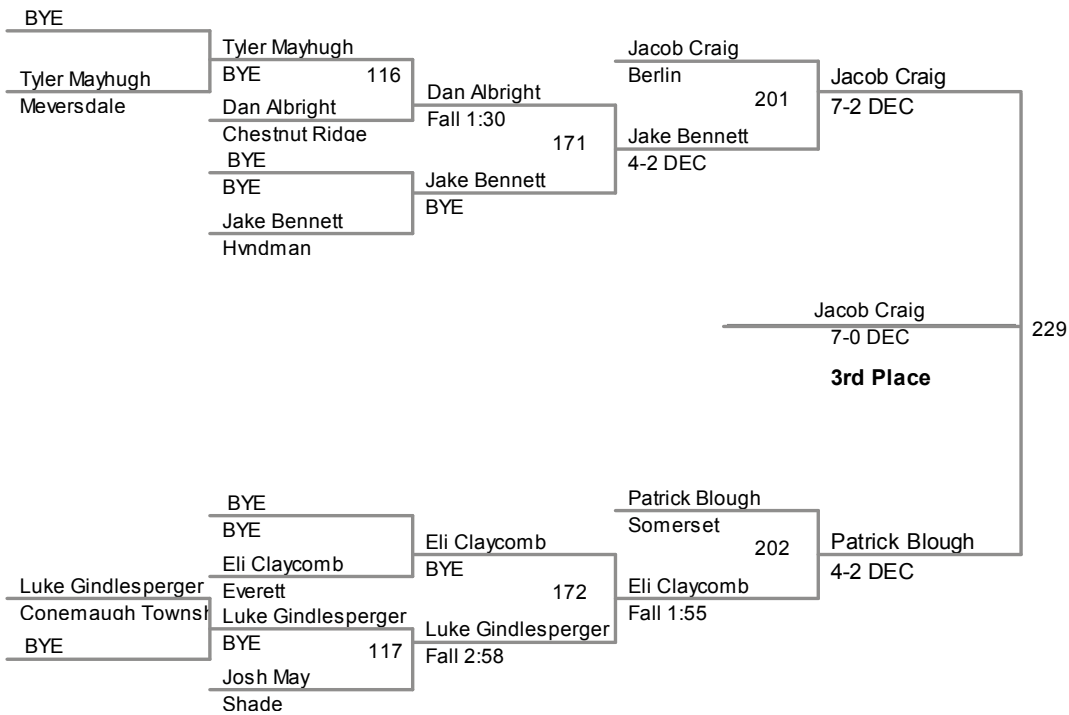 BYE
Tyler Mayhugh
Meyersdale
Tyler Mayhugh
BYE
116
Dan Albright
Chestnut Ridge
BYE
BYE
Jake Bennett
Hyndman
Dan Albright
Fall 1:30
171
Jake Bennett
BYE
Jacob Craig
Berlin
201
Jake Bennett
4-2 DEC
Jacob Craig
7-2 DEC
Jacob Craig
7-0 DEC
3rd Place
229
BYE
BYE
Eli Claycomb
Everett
Luke Gindlesperger
Conemaugh Townsh
BYE
Luke Gindlesperger
BYE
117
Josh May
Shade
Eli Claycomb
BYE
172
Luke Gindlesperger
Fall 2:58
Patrick Blough
Somerset
202
Eli Claycomb
Fall 1:55
Patrick Blough
4-2 DEC